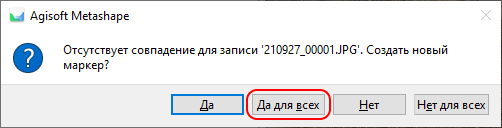 Agisoft Metashape
Отсутствует совпадение для записи '210927_00001.JPG'. Создать новый
маркер?
Да
Да для всех
Нет
Нет для всех